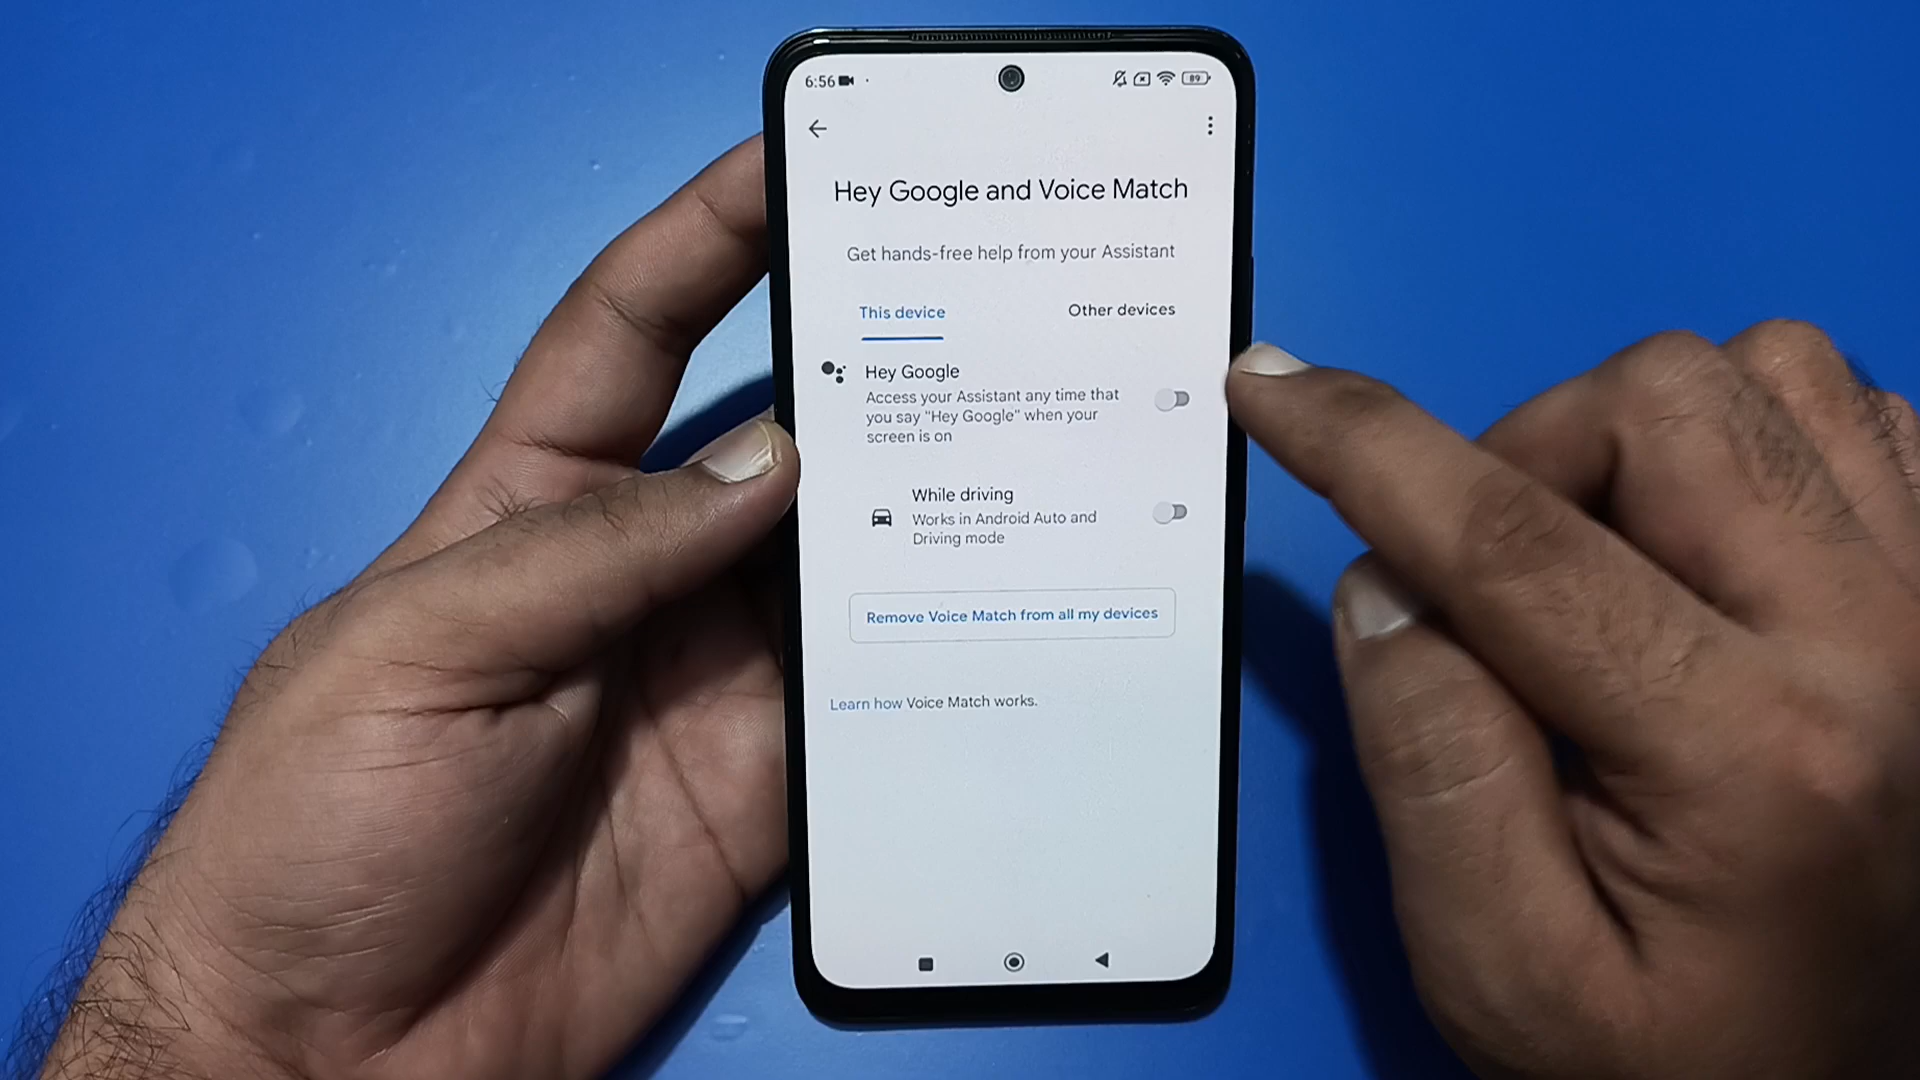 6:56
89
Hey Google and Voice Match
Get hands-free help from your Assistant
This device
Other devices
Hey Google
Access your Assistant any time that
you say "Hey Google" when your
screen is on
While driving
Works in Android Auto and
Driving mode
Remove Voice Match from all my devices
Learn how Voice Match works.